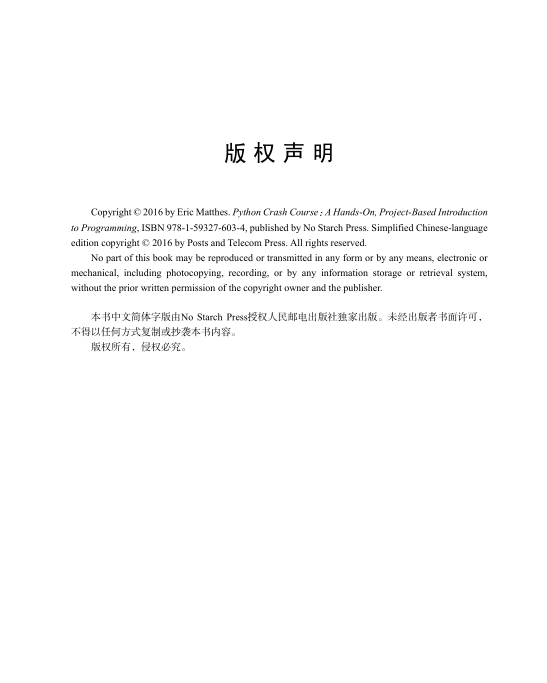 版权声明
Copyright © 2016 by Eric Matthes. Python Crash Course: A Hands-On, Project-Based Introduction
to Programming, ISBN 978-1-59327-603-4, published by No Starch Press. Simplified Chinese-language
edition copyright © 2016 by Posts and Telecom Press. All rights reserved.
No part of this book may be reproduced or transmitted in any form or by any means, electronic or
mechanical, including photocopying, recording, or by any information storage or retrieval system,
without the prior written permission of the copyright owner and the publisher.
本书中文简体字版由No Starch Press授权人民邮电出版社独家出版。未经出版者书面许可，
不得以任何方式复制或抄袭本书内容。
版权所有，侵权必究。